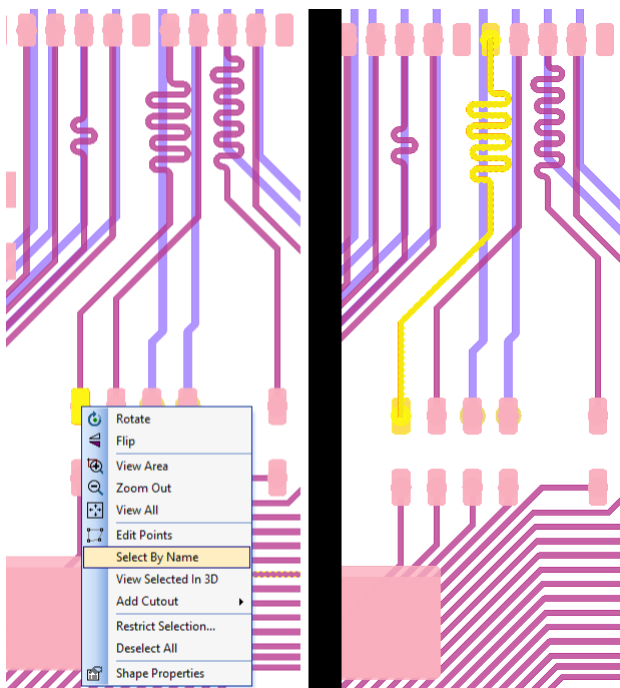 Rotate
Flip
View Area
Zoom Out
View All
Edit Points
Select By Name
View Selected In 3D
Add Cutout
Restrict Selection...
Deselect All
Shape Properties